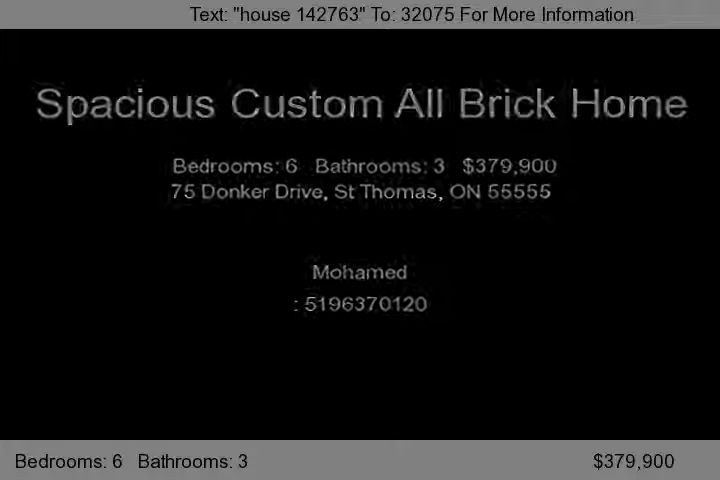 Text: "house 142763" To: 32075 For More Information
Spacious Custom All Brick Home
Bedrooms: 6 Bathrooms: 3 $379,900
75 Donker Drive, St Thomas, ON 55555
Mohamed
: 5196370120
Bedrooms: 6 Bathrooms: 3 $379,900